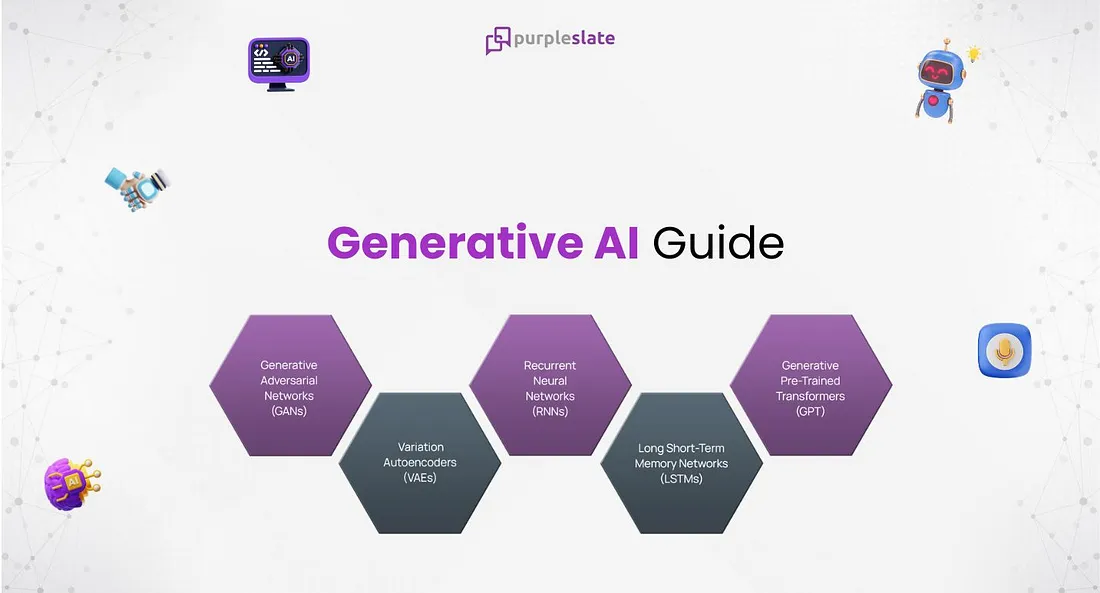 purpleslate
</>
AI
Generative AI Guide
Generative
Adversarial
Networks
(GANs)
Variation
Autoencoders
(VAEs)
Recurrent
Neural
Networks
(RNNs)
Long Short-Term
Memory Networks
(LSTMs)
Generative
Pre-Trained
Transformers
(GPT)
AI